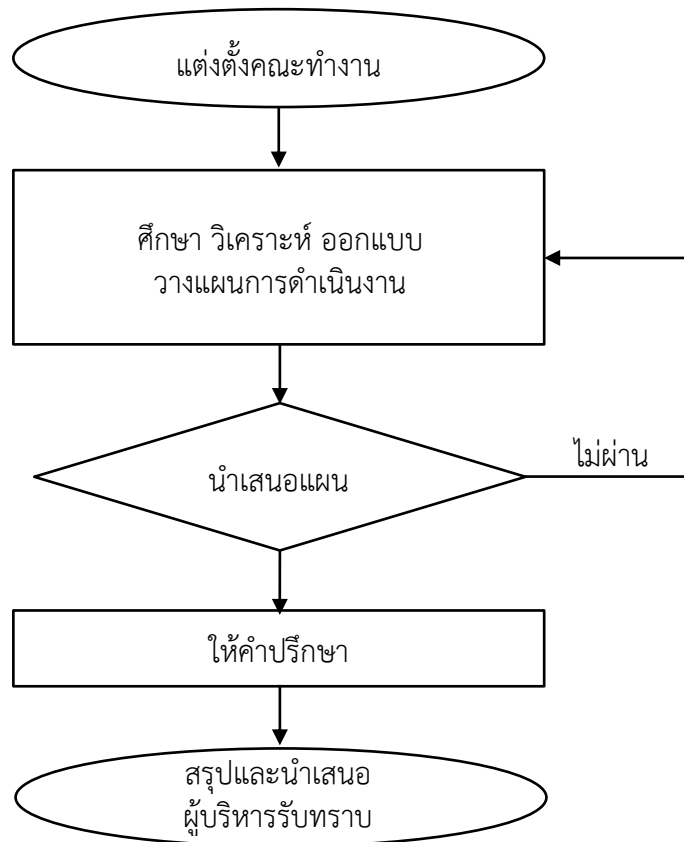 แต่งตั้งคณะทำงาน
ศึกษา วิเคราะห์ ออกแบบ
วางแผนการดำเนินงาน
ไม่ผ่าน
นำเสนอแผน
ให้คำปรึกษา
สรุปและนำเสนอ
ผู้บริหารรับทราบ